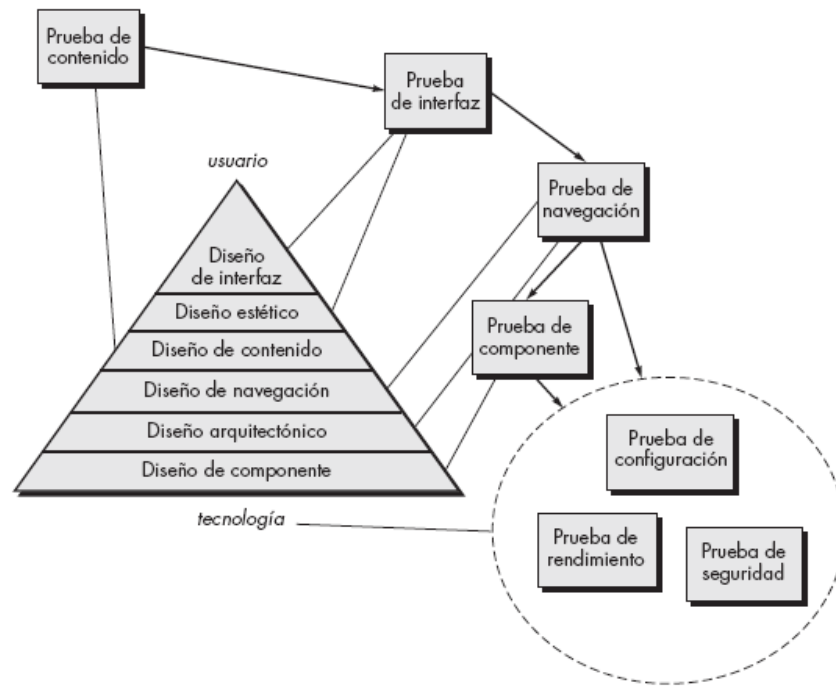 Prueba de
contenido
Prueba
de interfaz
usuario
Prueba de
navegación
Diseño
de interfaz
Diseño estético
Prueba de
componente
Diseño de contenido
Diseño de navegación
Diseño arquitectónico
Diseño de componente
Prueba de
configuración
tecnología
Prueba de
rendimiento
Prueba de
seguridad